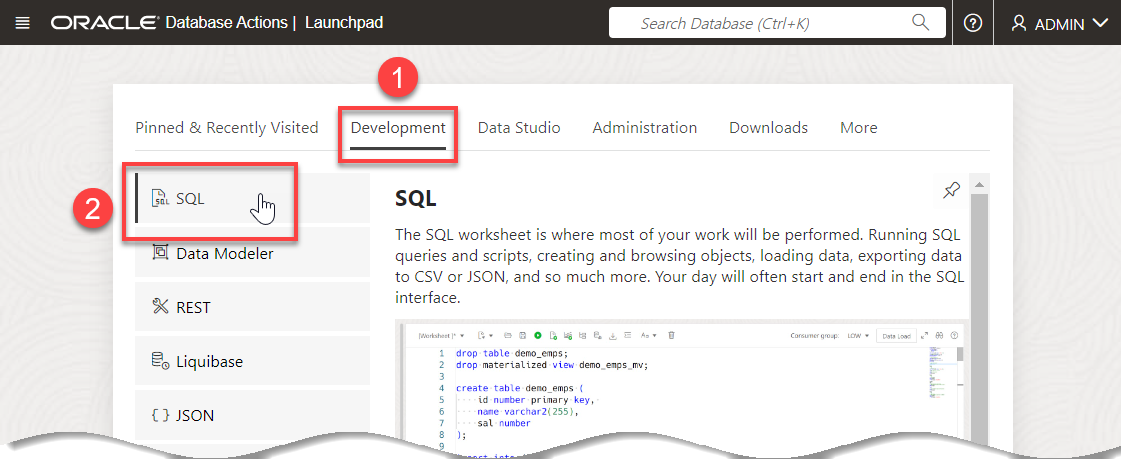 ORACLE Database Actions | Launchpad
Search Database (Ctrl+K)
ADMIN
1
Pinned & Recently Visited
Development
Data Studio
Administration
Downloads
More
2
SQL
Data Modeler
REST
Liquibase
{} JSON
SQL
The SQL worksheet is where most of your work will be performed. Running SQL
queries and scripts, creating and browsing objects, loading data, exporting data
to CSV or JSON, and so much more. Your day will often start and end in the SQL
interface.
[Worksheet]*
Aa
Consumer group: LOW
Data Load
1 drop table demo_emps;
2 drop materialized view demo_emps_mv;
3
4 create table demo_emps (
5 id number primary key,
6 name varchar2(255),
7 sal number
8 );
9